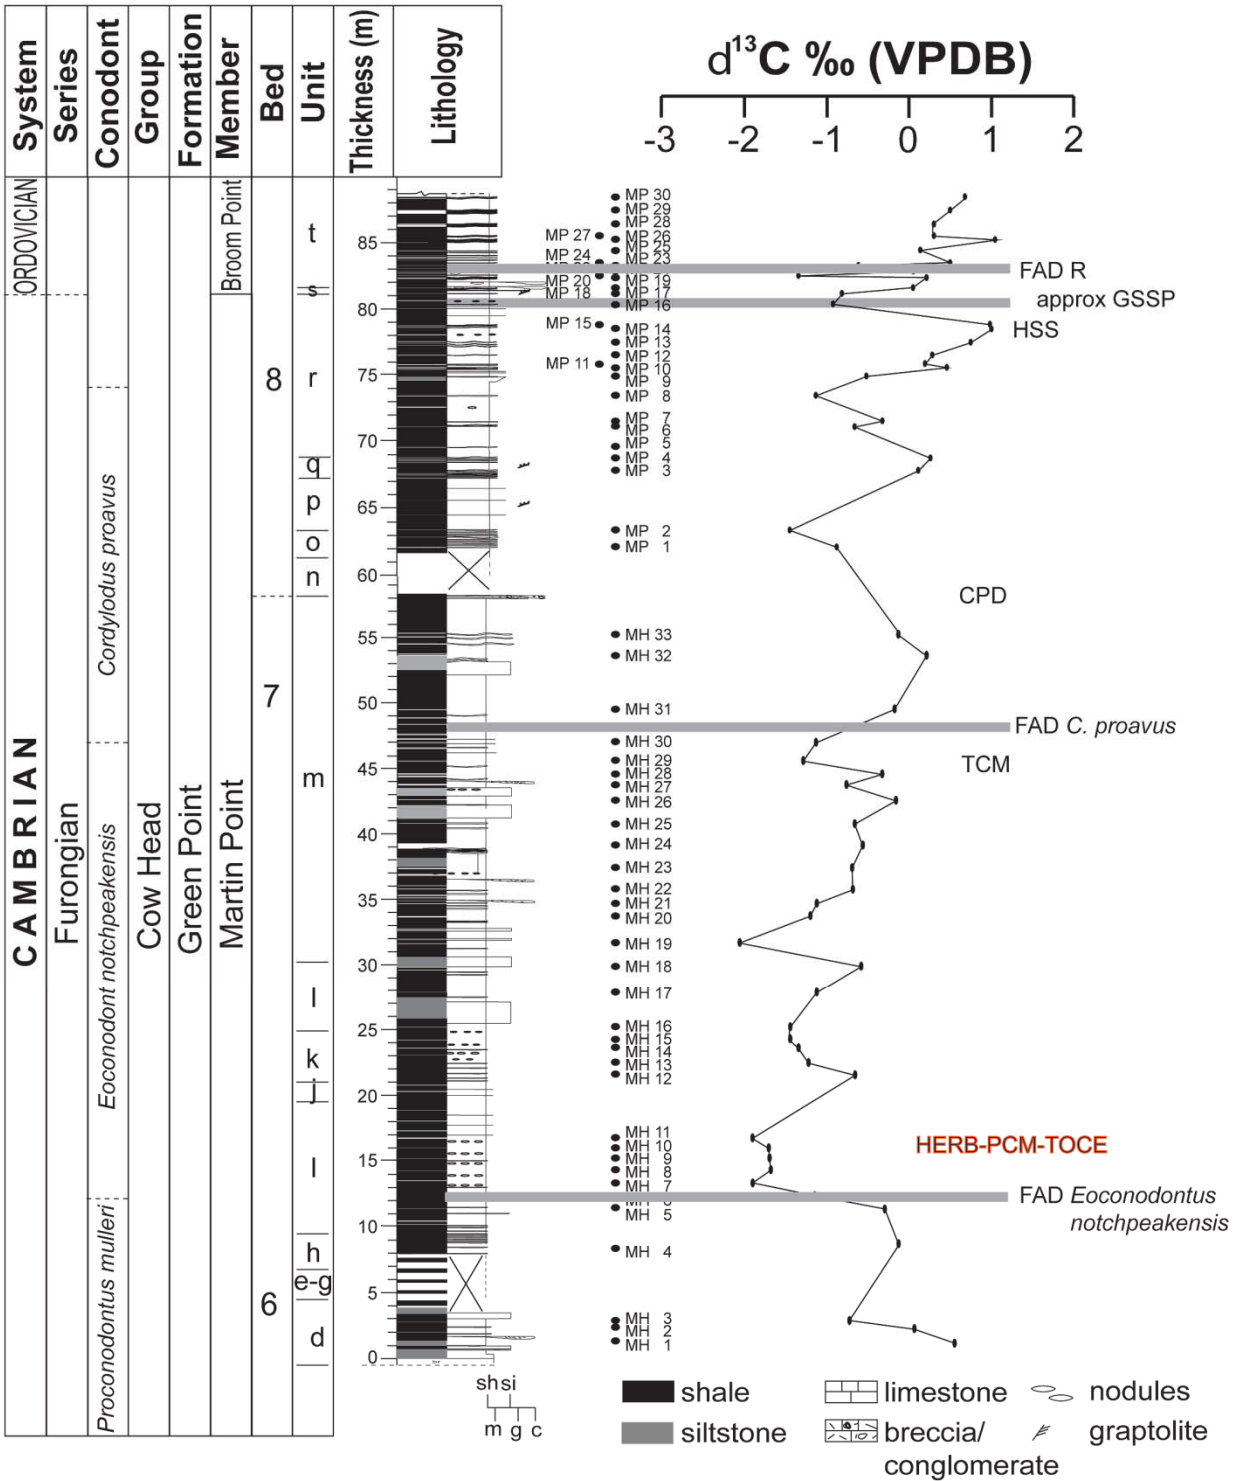 System
Series
Conodont
Group
Formation
Member
Bed
Unit
Thickness (m)
Lithology
d¹³C ‰ (VPDB)
-3 -2 -1 0 1 2
ORDOVICIAN
CAMBRIAN
Furongian
Cordylodus proavus
Eoconodont notchpeakensis
Proconodontus mulleri
Cow Head
Green Point
Broom Point
Martin Point
8
7
6
t
s
r
q
p
o
n
m
l
k
j
l
h
e-g
d
85
80
75
70
65
60
55
50
45
40
35
30
25
20
15
10
5
0
MP 30
MP 29
MP 28
MP 27 MP 26
MP 25
MP 24 MP 23
MP 20 MP 19
MP 18 MP 17
MP 16
MP 15 MP 14
MP 13
MP 12
MP 11 MP 10
MP 9
MP 8
MP 7
MP 6
MP 5
MP 4
MP 3
MP 2
MP 1
MH 33
MH 32
MH 31
MH 30
MH 29
MH 28
MH 27
MH 26
MH 25
MH 24
MH 23
MH 22
MH 21
MH 20
MH 19
MH 18
MH 17
MH 16
MH 15
MH 14
MH 13
MH 12
MH 11
MH 10
MH 9
MH 8
MH 7
MH 5
MH 4
MH 3
MH 2
MH 1
FAD R
approx GSSP
HSS
CPD
FAD C. proavus
TCM
HERB-PCM-TOCE
FAD Eoconodontus
notchpeakensis
br
sh si
m g c
shale
siltstone
limestone
breccia/
conglomerate
nodules
graptolite